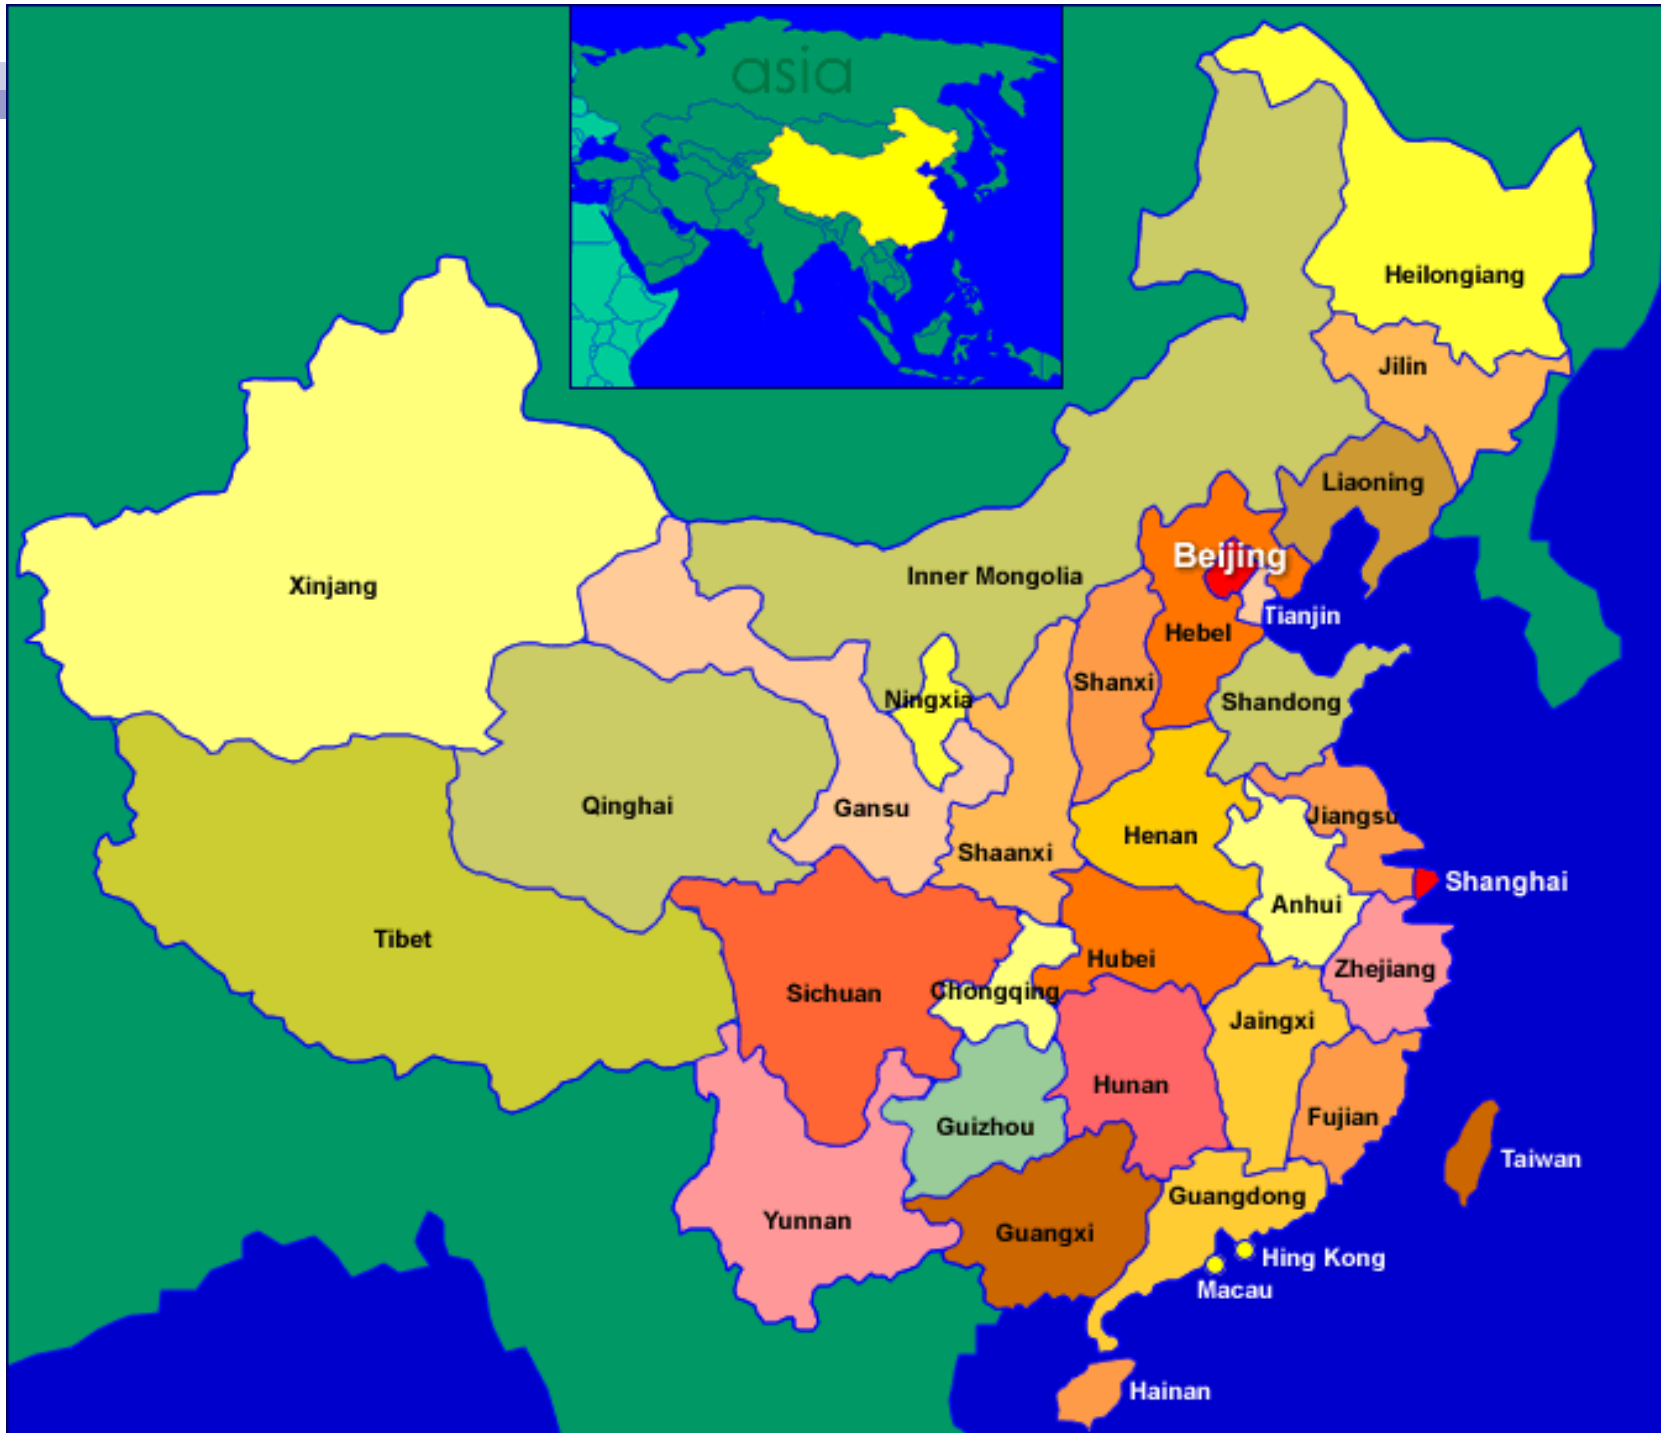 asia
Heilongiang
Jilin
Liaoning
Beijing
Inner Mongolia
Xinjang
Tianjin
Hebel
Shanxi
Ningxia
Shandong
Qinghai
Gansu
Jiangsu
Henan
Shaanxi
Shanghai
Anhui
Tibet
Hubei
Zhejiang
Sichuan
Chongqing
Jaingxi
Hunan
Fujian
Guizhou
Taiwan
Guangdong
Yunnan
Guangxi
Hing Kong
Macau
Hainan